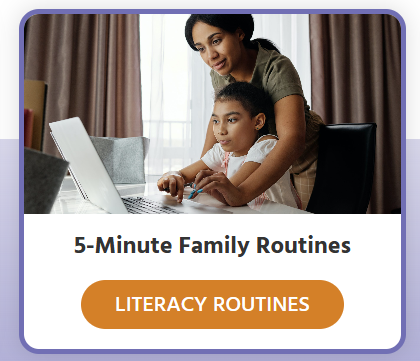 5-Minute Family Routines
LITERACY ROUTINES